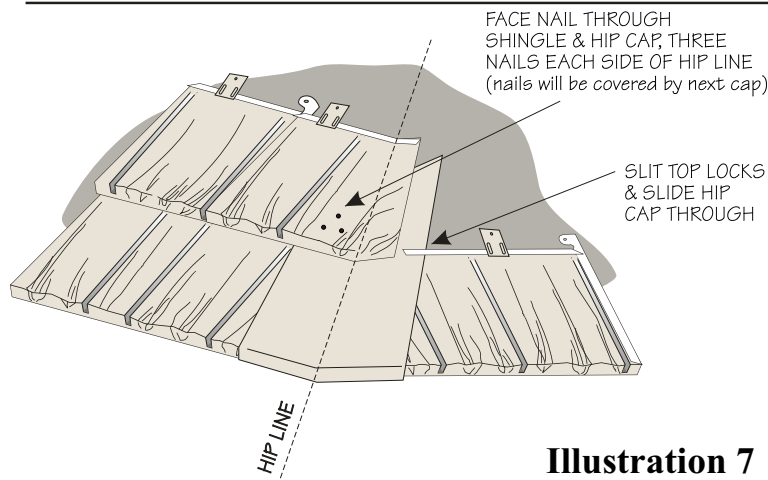 FACE NAIL THROUGH
SHINGLE & HIP CAP, THREE
NAILS EACH SIDE OF HIP LINE
(nails will be covered by next cap)
SLIT TOP LOCKS
& SLIDE HIP
CAP THROUGH
HIP LINE
Illustration 7